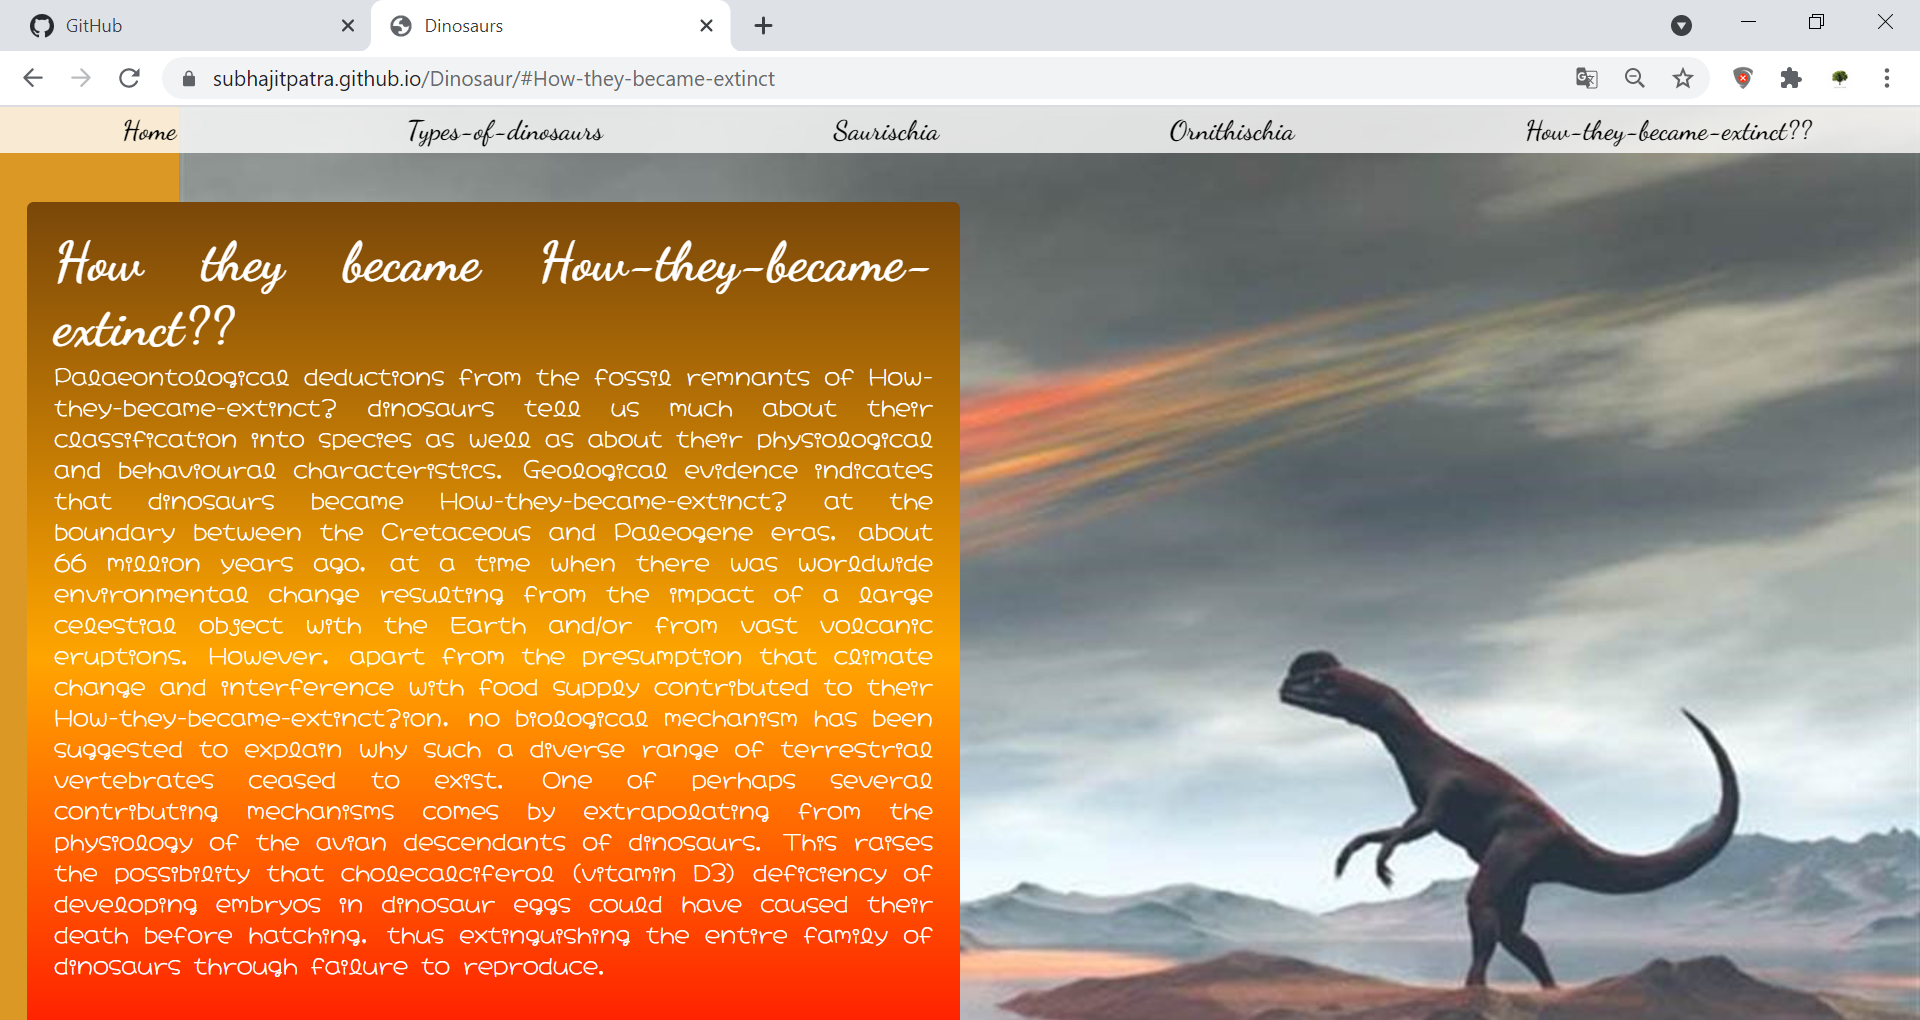 GitHub
Dinosaurs
subhajitpatra.github.io/Dinosaur/#How-they-became-extinct
Home Types-of-dinosaurs Saurischia Ornithischia How-they-became-extinct??
How they became How-they-became-
extinct??
Palaeontological deductions from the fossil remnants of How-
they-became-extinct? dinosaurs tell us much about their
classification into species as well as about their physiological
and behavioural characteristics. Geological evidence indicates
that dinosaurs became How-they-became-extinct? at the
boundary between the Cretaceous and Paleogene eras, about
66 million years ago, at a time when there was worldwide
environmental change resulting from the impact of a large
celestial object with the Earth and/or from vast volcanic
eruptions. However, apart from the presumption that climate
change and interference with food supply contributed to their
How-they-became-extinct?ion, no biological mechanism has been
suggested to explain why such a diverse range of terrestrial
vertebrates ceased to exist. One of perhaps several
contributing mechanisms comes by extrapolating from the
physiology of the avian descendants of dinosaurs. This raises
the possibility that cholecalciferol (vitamin D3) deficiency of
developing embryos in dinosaur eggs could have caused their
death before hatching, thus extinguishing the entire family of
dinosaurs through failure to reproduce.